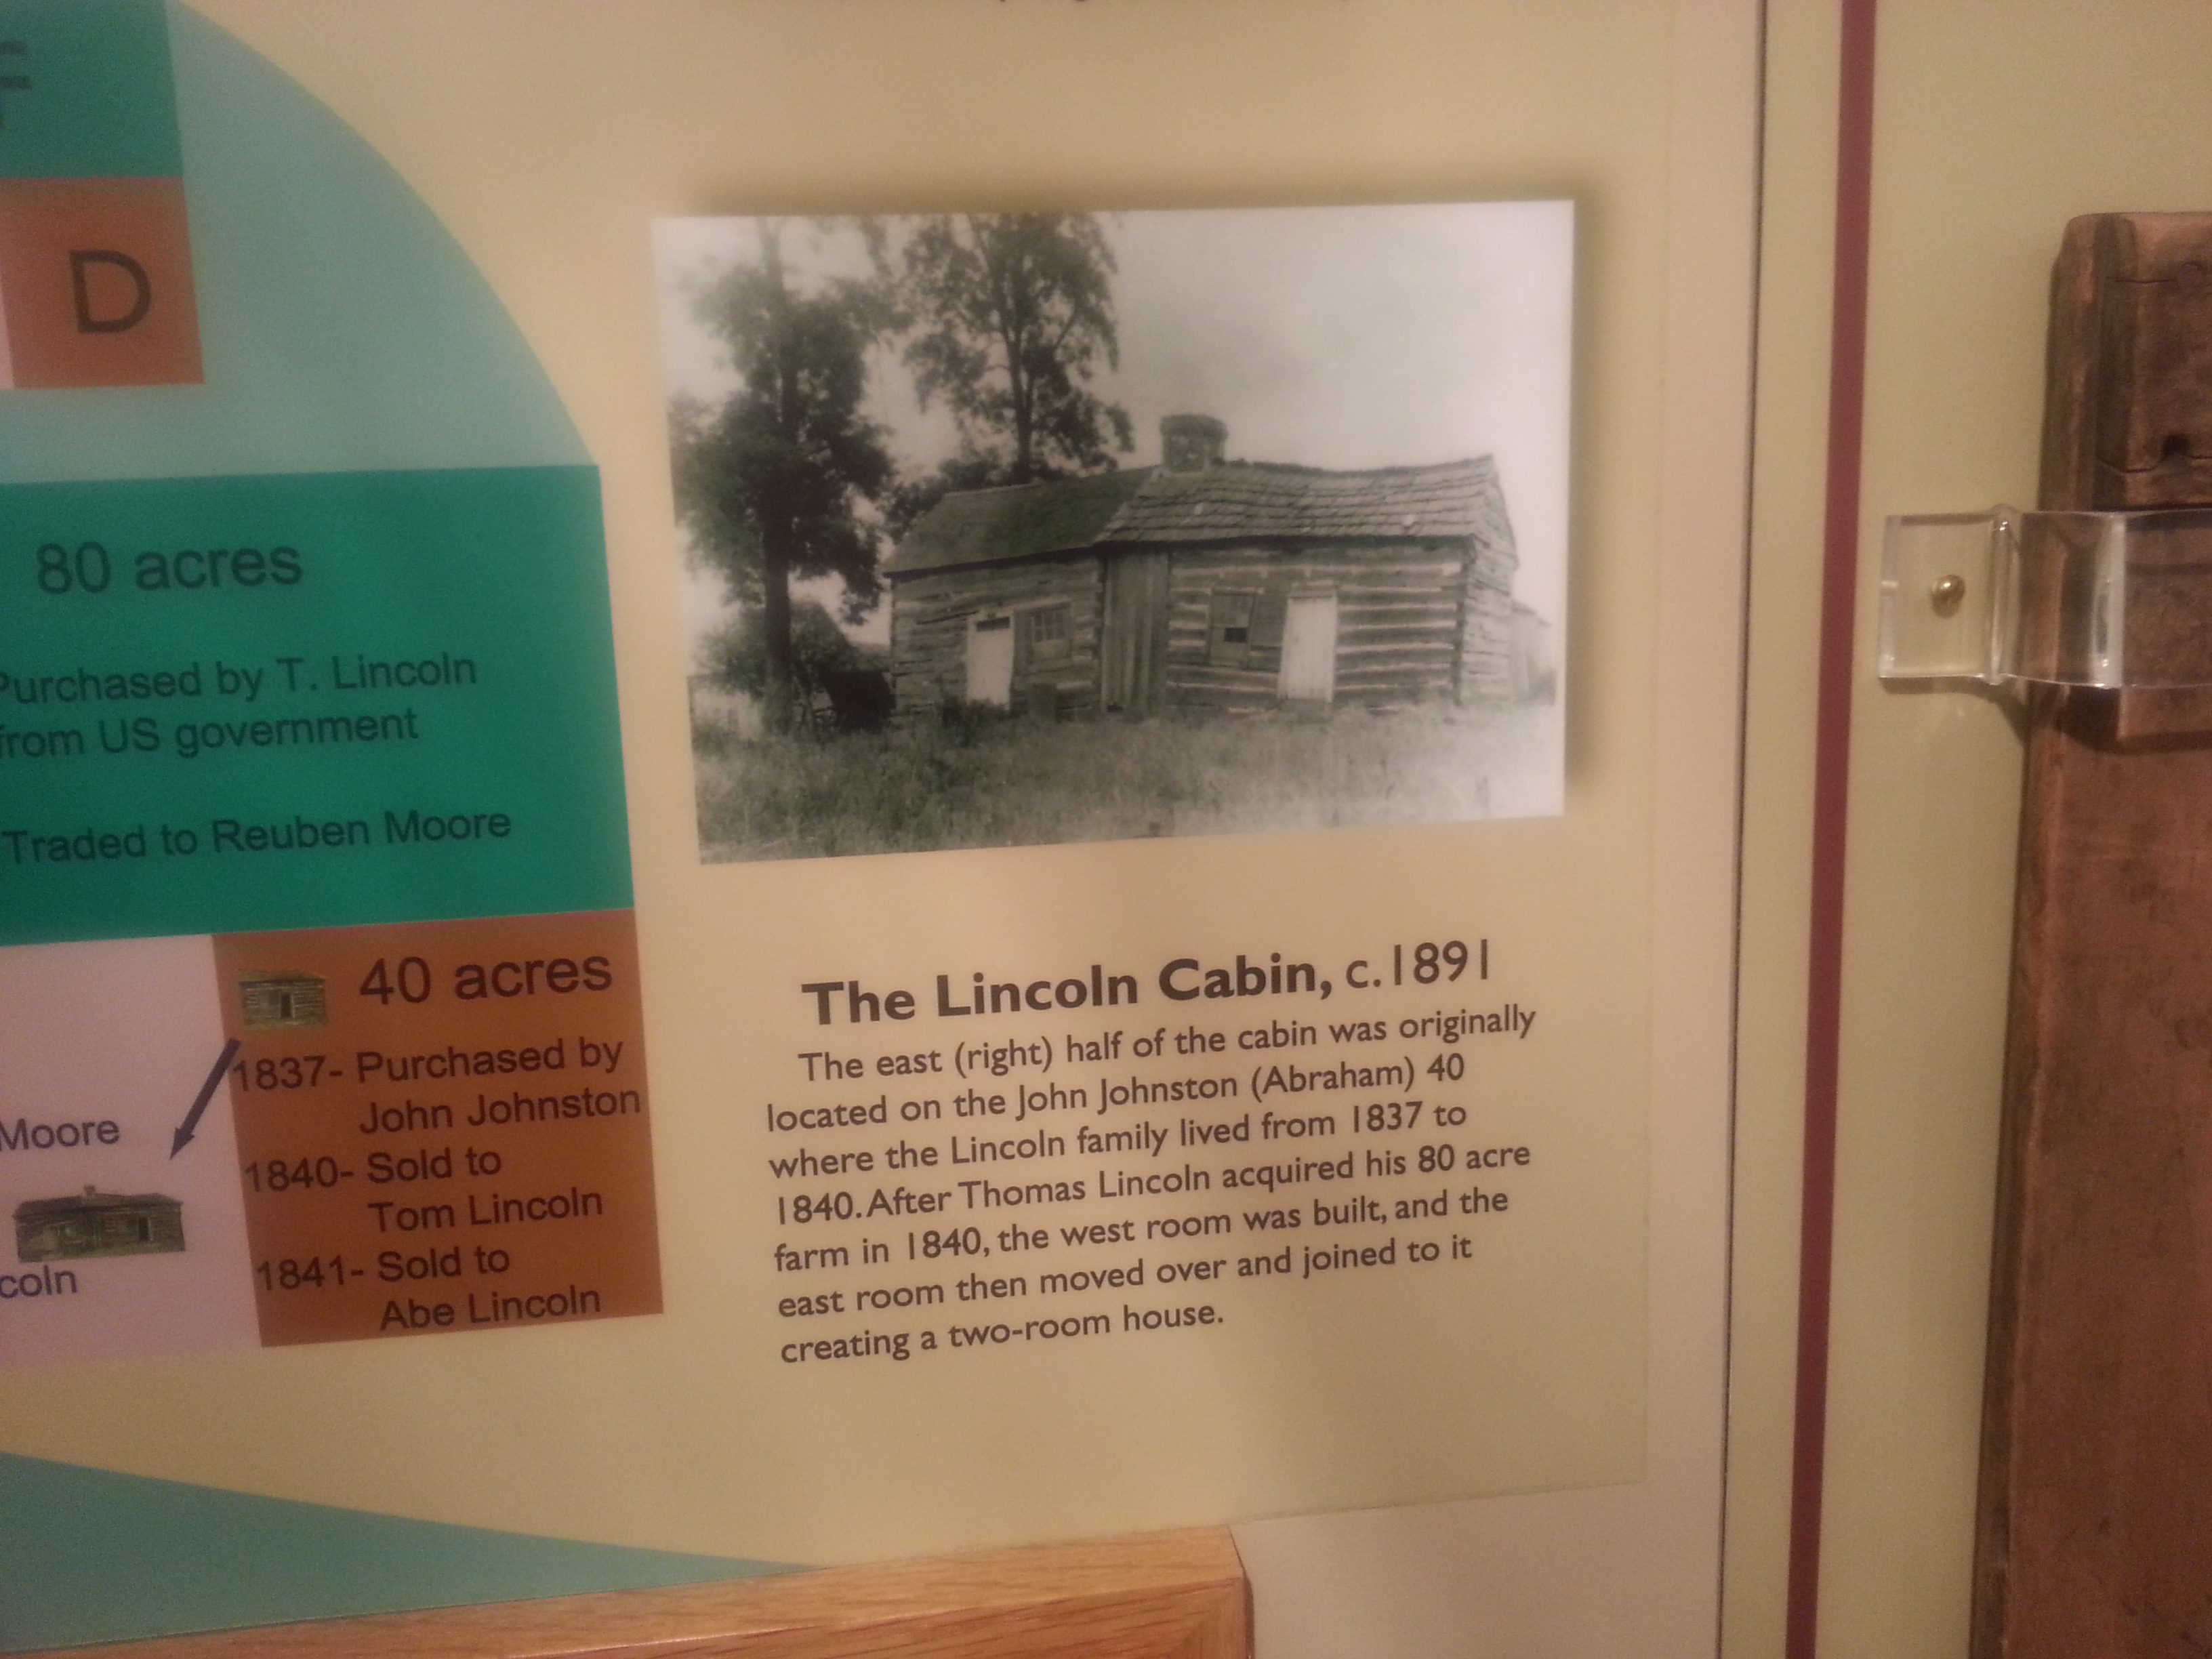 D
80 acres
Purchased by T. Lincoln
from US government
Traded to Reuben Moore
40 acres
1837- Purchased by
John Johnston
1840- Sold to
Tom Lincoln
1841- Sold to
Abe Lincoln
Moore
coln
The Lincoln Cabin, c.1891
The east (right) half of the cabin was originally
located on the John Johnston (Abraham) 40
where the Lincoln family lived from 1837 to
1840. After Thomas Lincoln acquired his 80 acre
farm in 1840, the west room was built, and the
east room then moved over and joined to it
creating a two-room house.